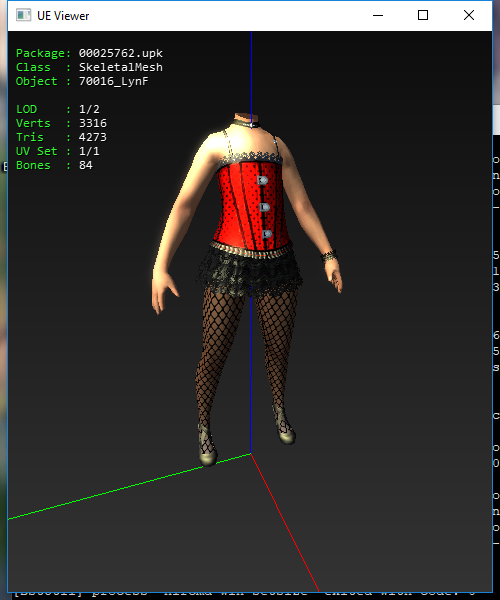 UE Viewer
Package: 00025762.upk
Class : SkeletalMesh
Object : 70016_LynF
LOD : 1/2
Verts : 3316
Tris : 4273
UV Set : 1/1
Bones : 84